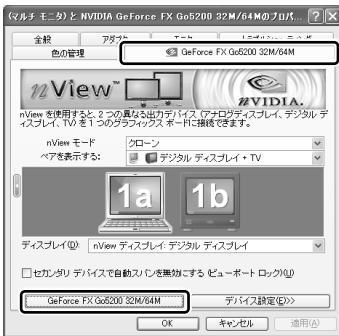 (マルチ モニタ) と NVIDIA GeForce FX Go5200 32M/64Mのプロパ...
全般
色の管理
GeForce FX Go5200 32M/64M
nView™
NVIDIA.
nView を使用すると、2 つの異なる出力デバイス (アナログディスプレイ、デジタル デ
ィスプレイ、TV) を 1 つのグラフィックス ボードに接続できます。
nView モード
クローン
ペアを表示する:
デジタル ディスプレイ + TV
1a
1b
ディスプレイ(D):
nView ディスプレイ: デジタル ディスプレイ
セカンダリ デバイスで自動スパンを無効にする (ビューポート ロック)(U)
GeForce FX Go5200 32M/64M
デバイス設定(E)>>
OK
キャンセル
適用(A)